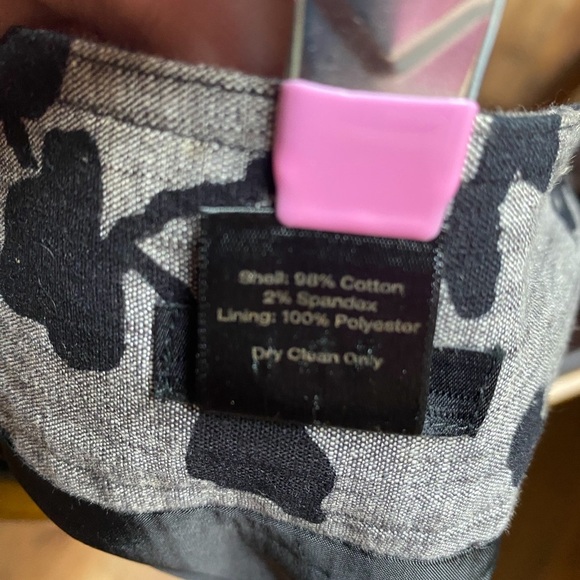 Shell: 98% Cotton
2% Spandex
Lining: 100% Polyester
Dry Clean Only